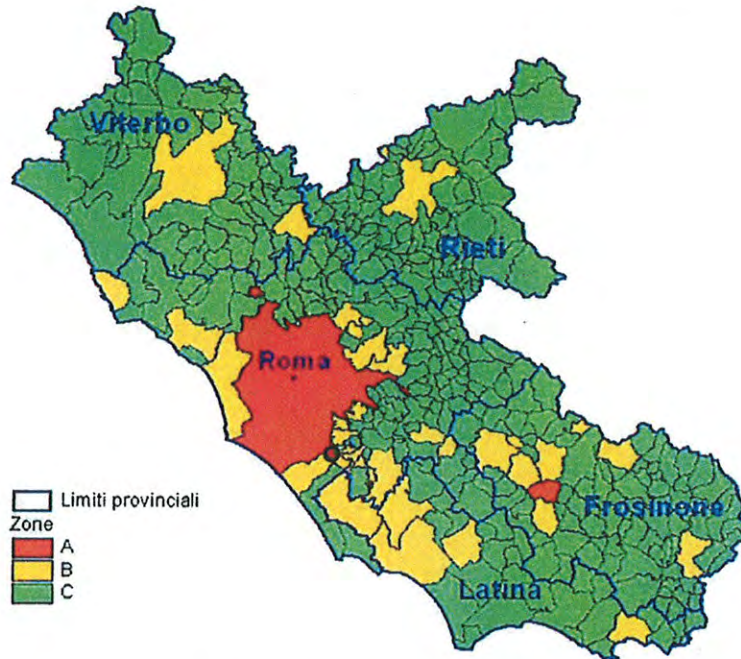 Viterbo
Rieti
Roma
Frosinone
Latina
Limiti provinciali
Zone
A
B
C